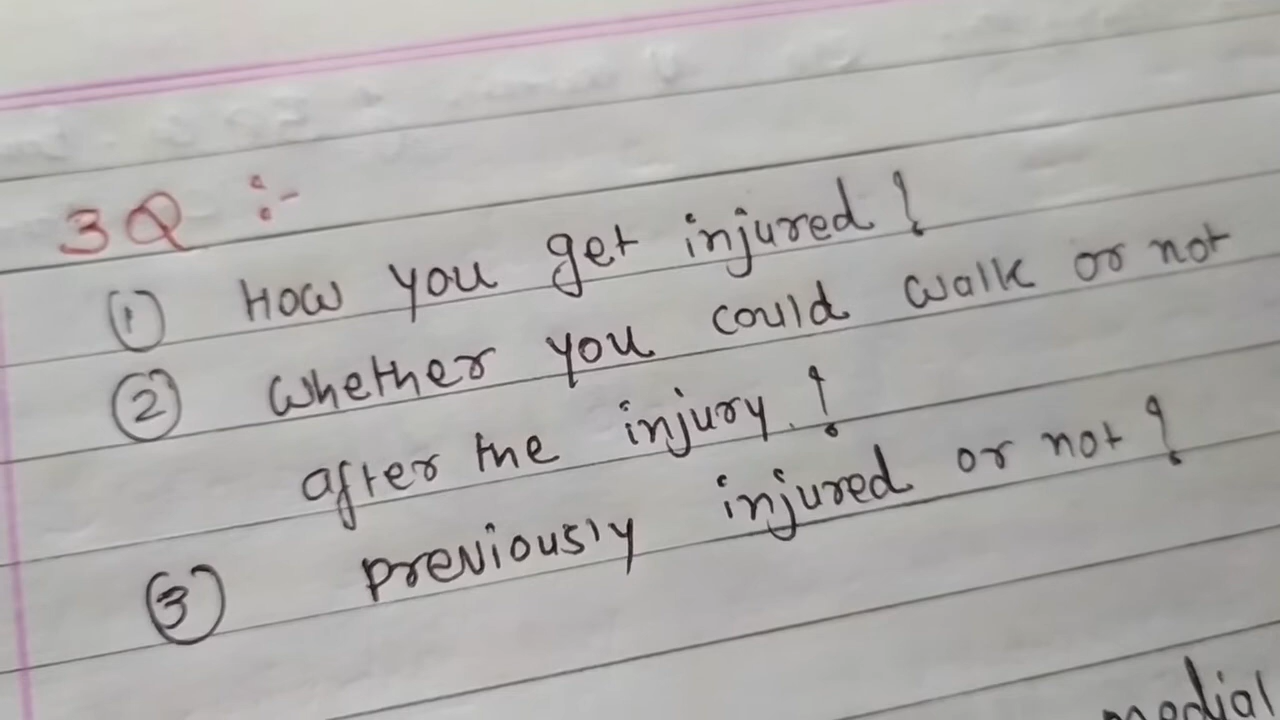 3Q :-
① How you get injured?
② Whether you could walk or not
after the injury.?
③ previously injured or not?
medial